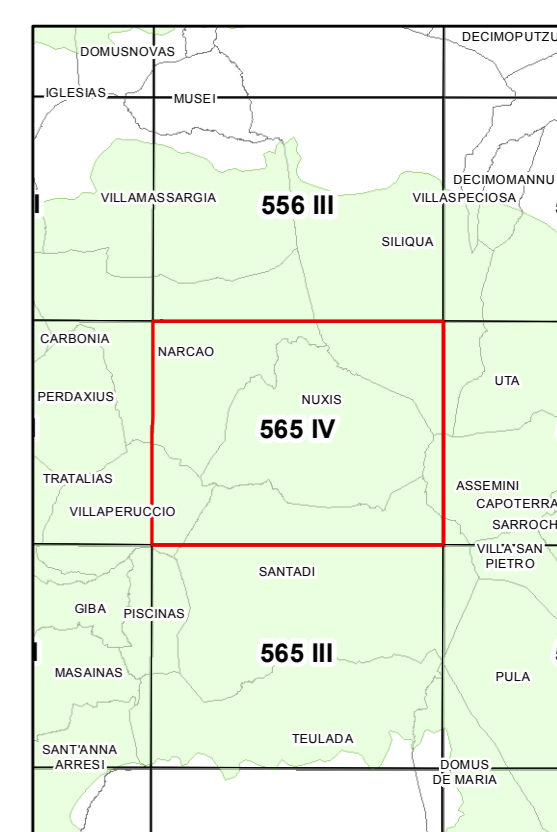 DECIMOPUTZU
DOMUSNOVAS
IGLESIAS
MUSEI
DECIMOMANNU
VILLAMASSARGIA
556 III
VILLASPECIOSA
SILIQUA
CARBONIA
NARCAO
UTA
PERDAXIUS
NUXIS
565 IV
TRATALIAS
ASSEMINI
CAPOTERRA
VILLAPERUCCIO
SARROCH
VILLA SAN
PIETRO
SANTADI
GIBA
PISCINAS
565 III
MASAINAS
PULA
TEULADA
SANT'ANNA
ARRESI
DOMUS
DE MARIA